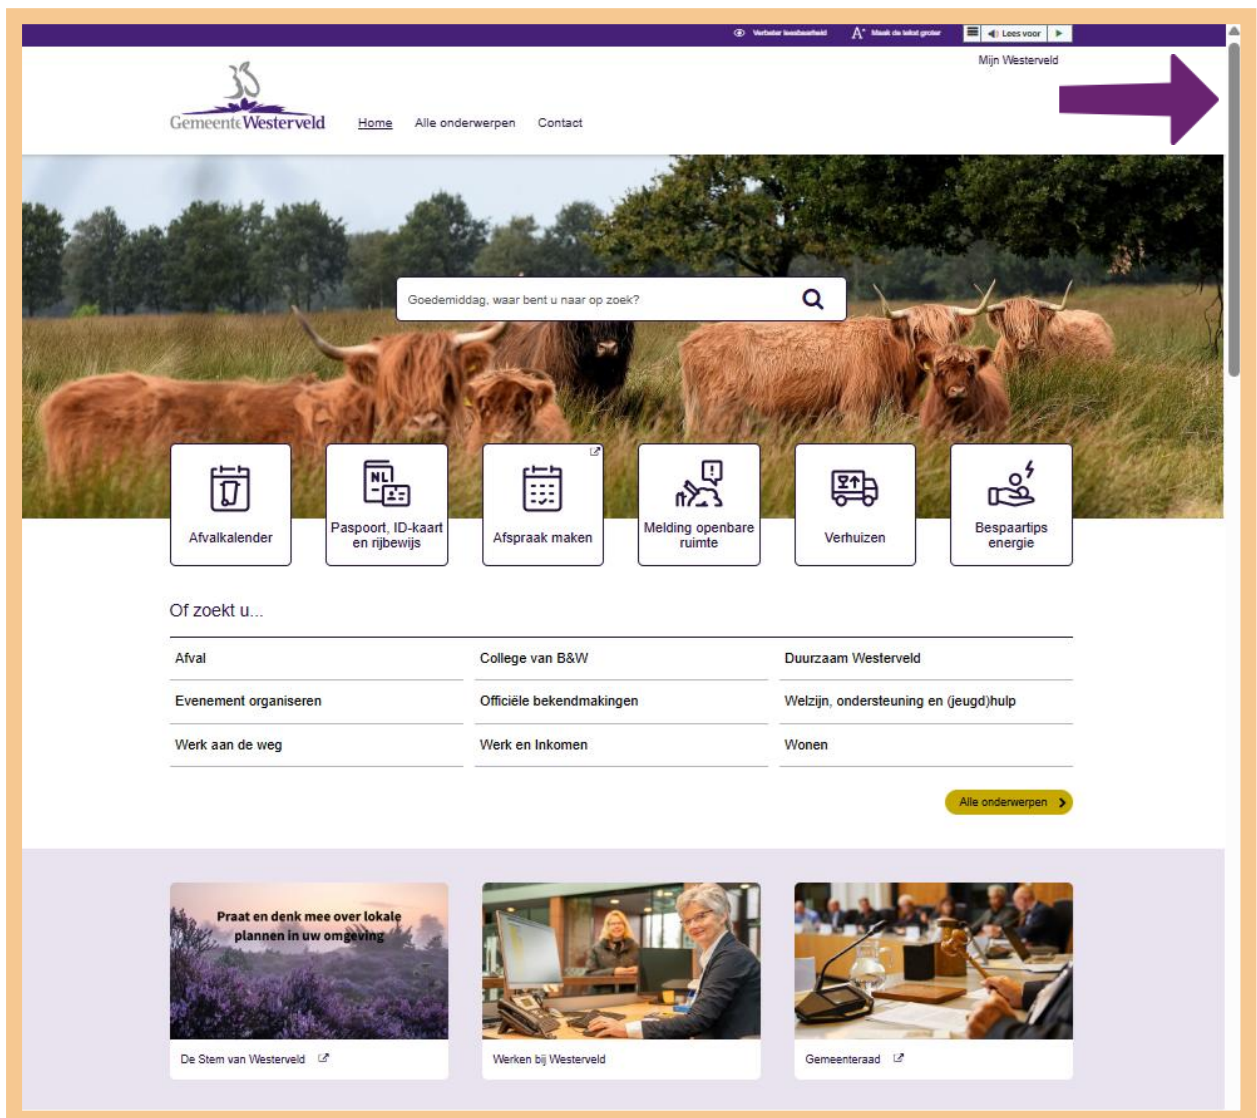 Verbeter leesbaarheid A+ Maak de tekst groter Lees voor
Mijn Westerveld
Gemeente Westerveld
Home Alle onderwerpen Contact
Goedemiddag, waar bent u naar op zoek?
NL
Afvalkalender
Paspoort, ID-kaart
en rijbewijs
Afspraak maken
Melding openbare
ruimte
Verhuizen
Bespaartips
energie
Of zoekt u...
Afval College van B&W Duurzaam Westerveld
Evenement organiseren Officiële bekendmakingen Welzijn, ondersteuning en (jeugd)hulp
Werk aan de weg Werk en Inkomen Wonen
Alle onderwerpen
Praat en denk mee over lokale
plannen in uw omgeving
De Stem van Westerveld Werken bij Westerveld Gemeenteraad